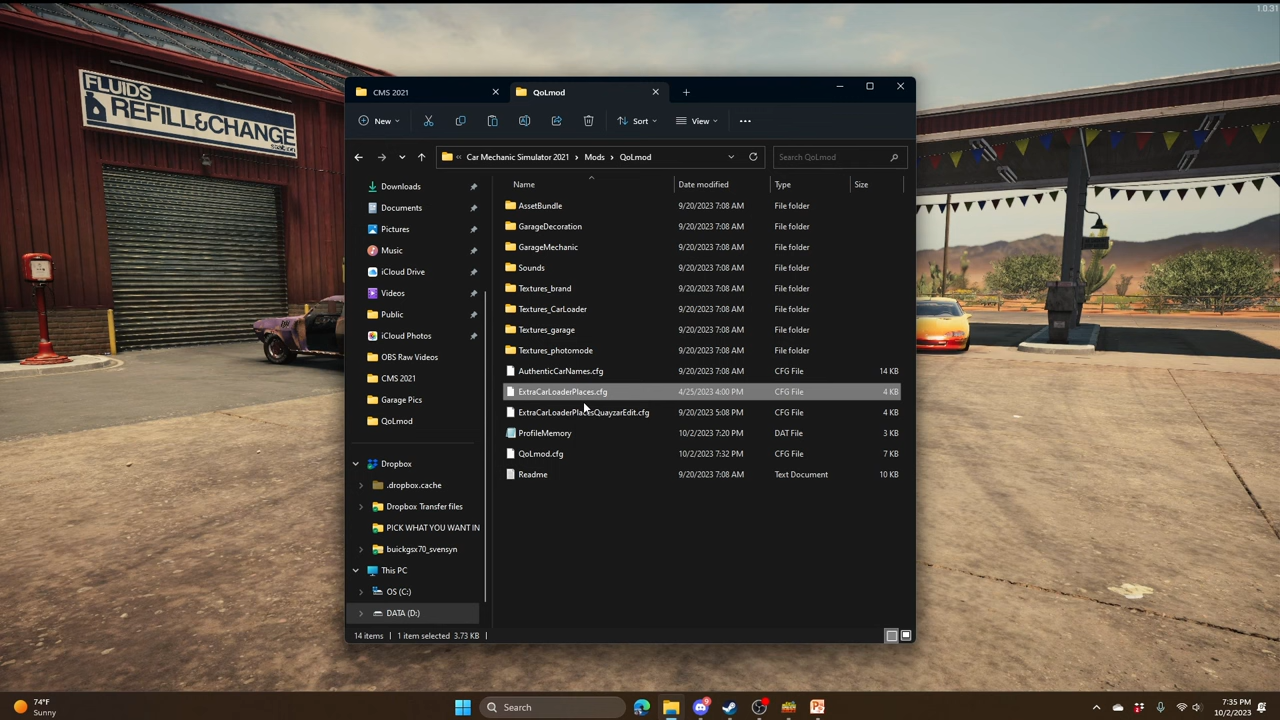 1.0.31
FLUIDS
REFILL&CHANGE
CMS 2021
QoLmod
New
Sort
View
Car Mechanic Simulator 2021 > Mods > QoLmod
Search QoLmod
Name
Date modified
Type
Size
Downloads
Documents
Pictures
Music
iCloud Drive
Videos
Public
iCloud Photos
OBS Raw Videos
CMS 2021
Garage Pics
QoLmod
Dropbox
.dropbox.cache
Dropbox Transfer files
PICK WHAT YOU WANT IN
buickgsx70_svensyn
This PC
OS (C:)
DATA (D:)
AssetBundle 9/20/2023 7:08 AM File folder
GarageDecoration 9/20/2023 7:08 AM File folder
GarageMechanic 9/20/2023 7:08 AM File folder
Sounds 9/20/2023 7:08 AM File folder
Textures_brand 9/20/2023 7:08 AM File folder
Textures_CarLoader 9/20/2023 7:08 AM File folder
Textures_garage 9/20/2023 7:08 AM File folder
Textures_photomode 9/20/2023 7:08 AM File folder
AuthenticCarNames.cfg 9/20/2023 7:08 AM CFG File 14 KB
ExtraCarLoaderPlaces.cfg 4/25/2023 4:00 PM CFG File 4 KB
ExtraCarLoaderPlacesQuayzarEdit.cfg 9/20/2023 5:08 PM CFG File 4 KB
ProfileMemory 10/2/2023 7:20 PM DAT File 3 KB
QoLmod.cfg 10/2/2023 7:32 PM CFG File 7 KB
Readme 9/20/2023 7:08 AM Text Document 10 KB
14 items
1 item selected 3.73 KB
74°F
Sunny
Search
7:35 PM
10/2/2023